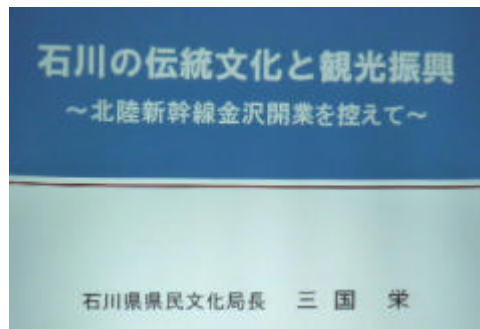 石川の伝統文化と観光振興
～北陸新幹線金沢開業を控えて～
石川県県民文化局長　三国　栄